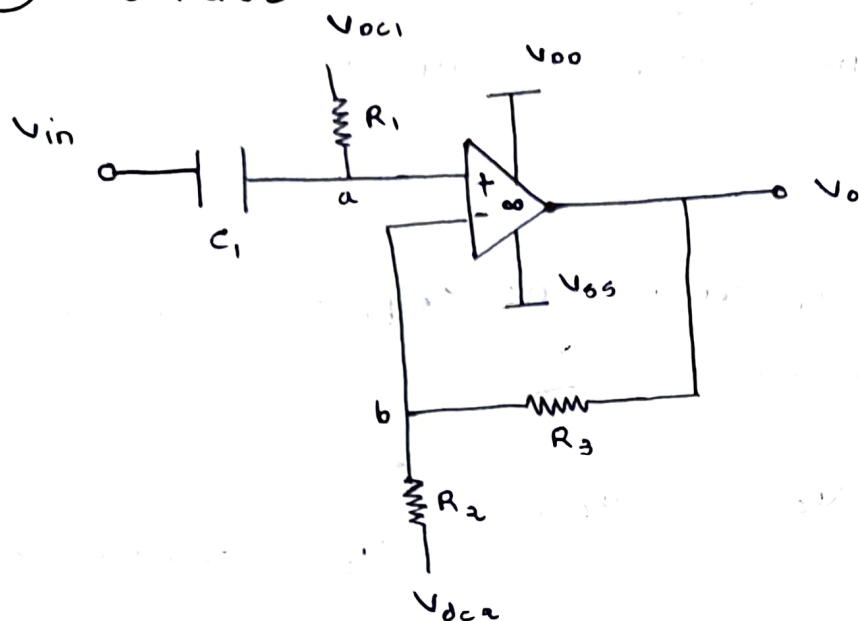 VDC1
VDD
Vin
R1
a
+
∞
-
Vo
C1
VSS
b
R3
R2
Vdc2